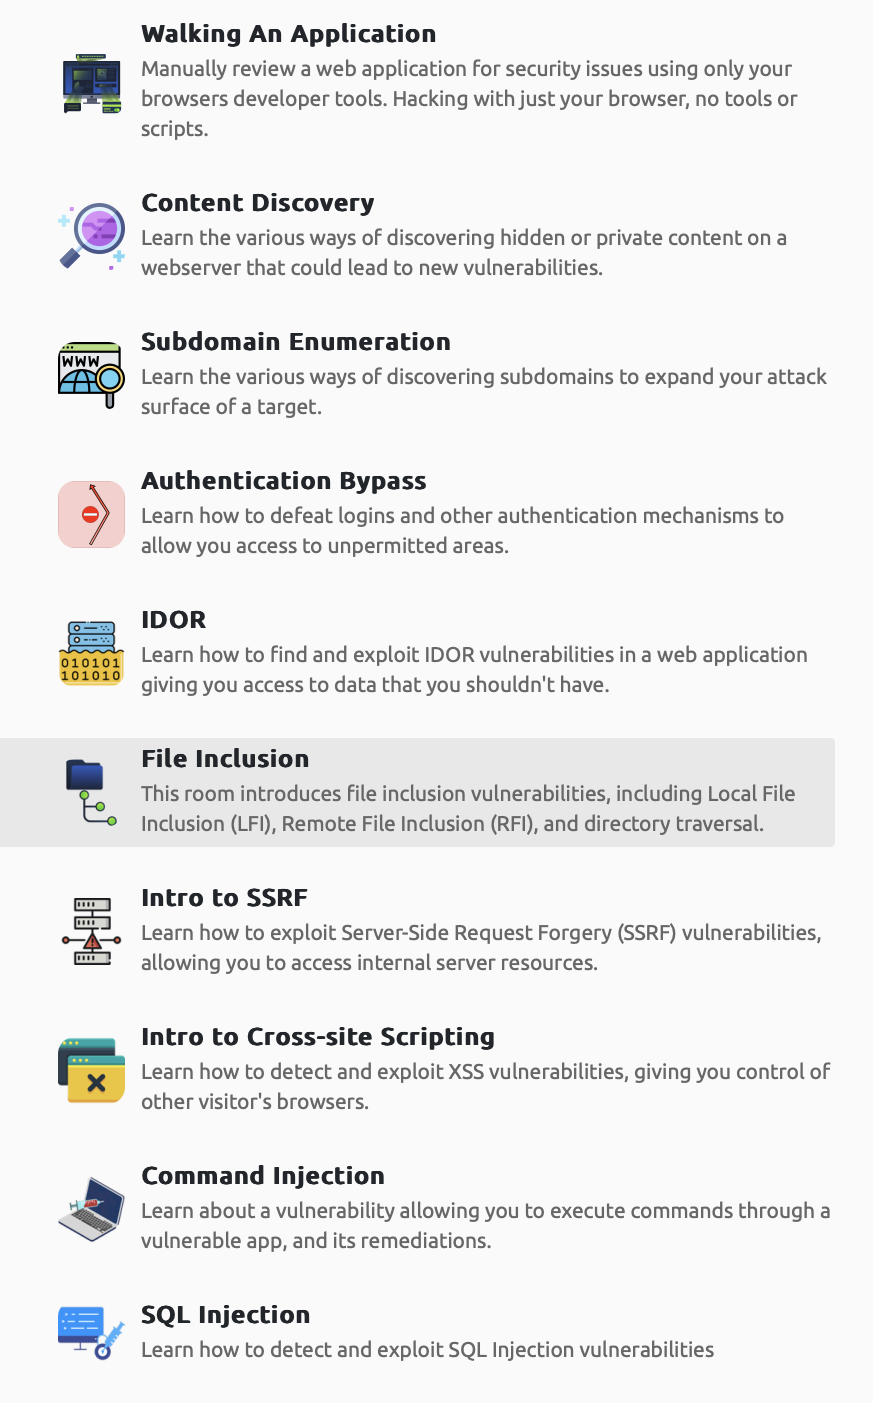 Walking An Application
Manually review a web application for security issues using only your
browsers developer tools. Hacking with just your browser, no tools or
scripts.
Content Discovery
Learn the various ways of discovering hidden or private content on a
webserver that could lead to new vulnerabilities.
Subdomain Enumeration
WWW
Learn the various ways of discovering subdomains to expand your attack
surface of a target.
Authentication Bypass
Learn how to defeat logins and other authentication mechanisms to
allow you access to unpermitted areas.
IDOR
Learn how to find and exploit IDOR vulnerabilities in a web application
010101
giving you access to data that you shouldn't have.
101010
File Inclusion
This room introduces file inclusion vulnerabilities, including Local File
Inclusion (LFI), Remote File Inclusion (RFI), and directory traversal.
Intro to SSRF
Learn how to exploit Server-Side Request Forgery (SSRF) vulnerabilities,
allowing you to access internal server resources.
Intro to Cross-site Scripting
Learn how to detect and exploit XSS vulnerabilities, giving you control of
other visitor's browsers.
Command Injection
Learn about a vulnerability allowing you to execute commands through a
vulnerable app, and its remediations.
SQL Injection
Learn how to detect and exploit SQL Injection vulnerabilities